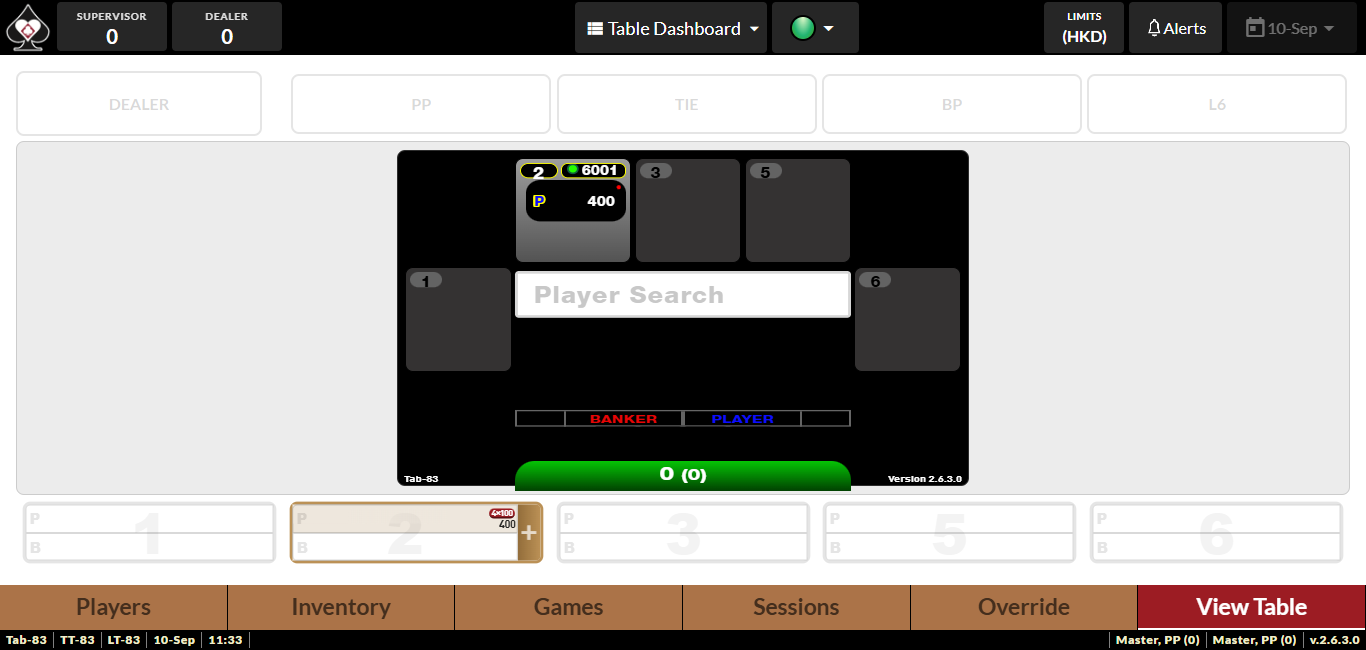 SUPERVISOR
0
DEALER
0
Table Dashboard
LIMITS
(HKD)
Alerts
10-Sep
DEALER
PP
TIE
BP
L6
2
6001
P
400
3
5
1
Player Search
6
BANKER
PLAYER
Tab-83
0 (0)
Version 2.6.3.0
P
B
1
P
B
2
4×100
400
+
P
B
3
P
B
5
P
B
6
Players
Inventory
Games
Sessions
Override
View Table
Tab-83
TT-83
LT-83
10-Sep
11:33
Master, PP (0)
Master, PP (0)
v.2.6.3.0